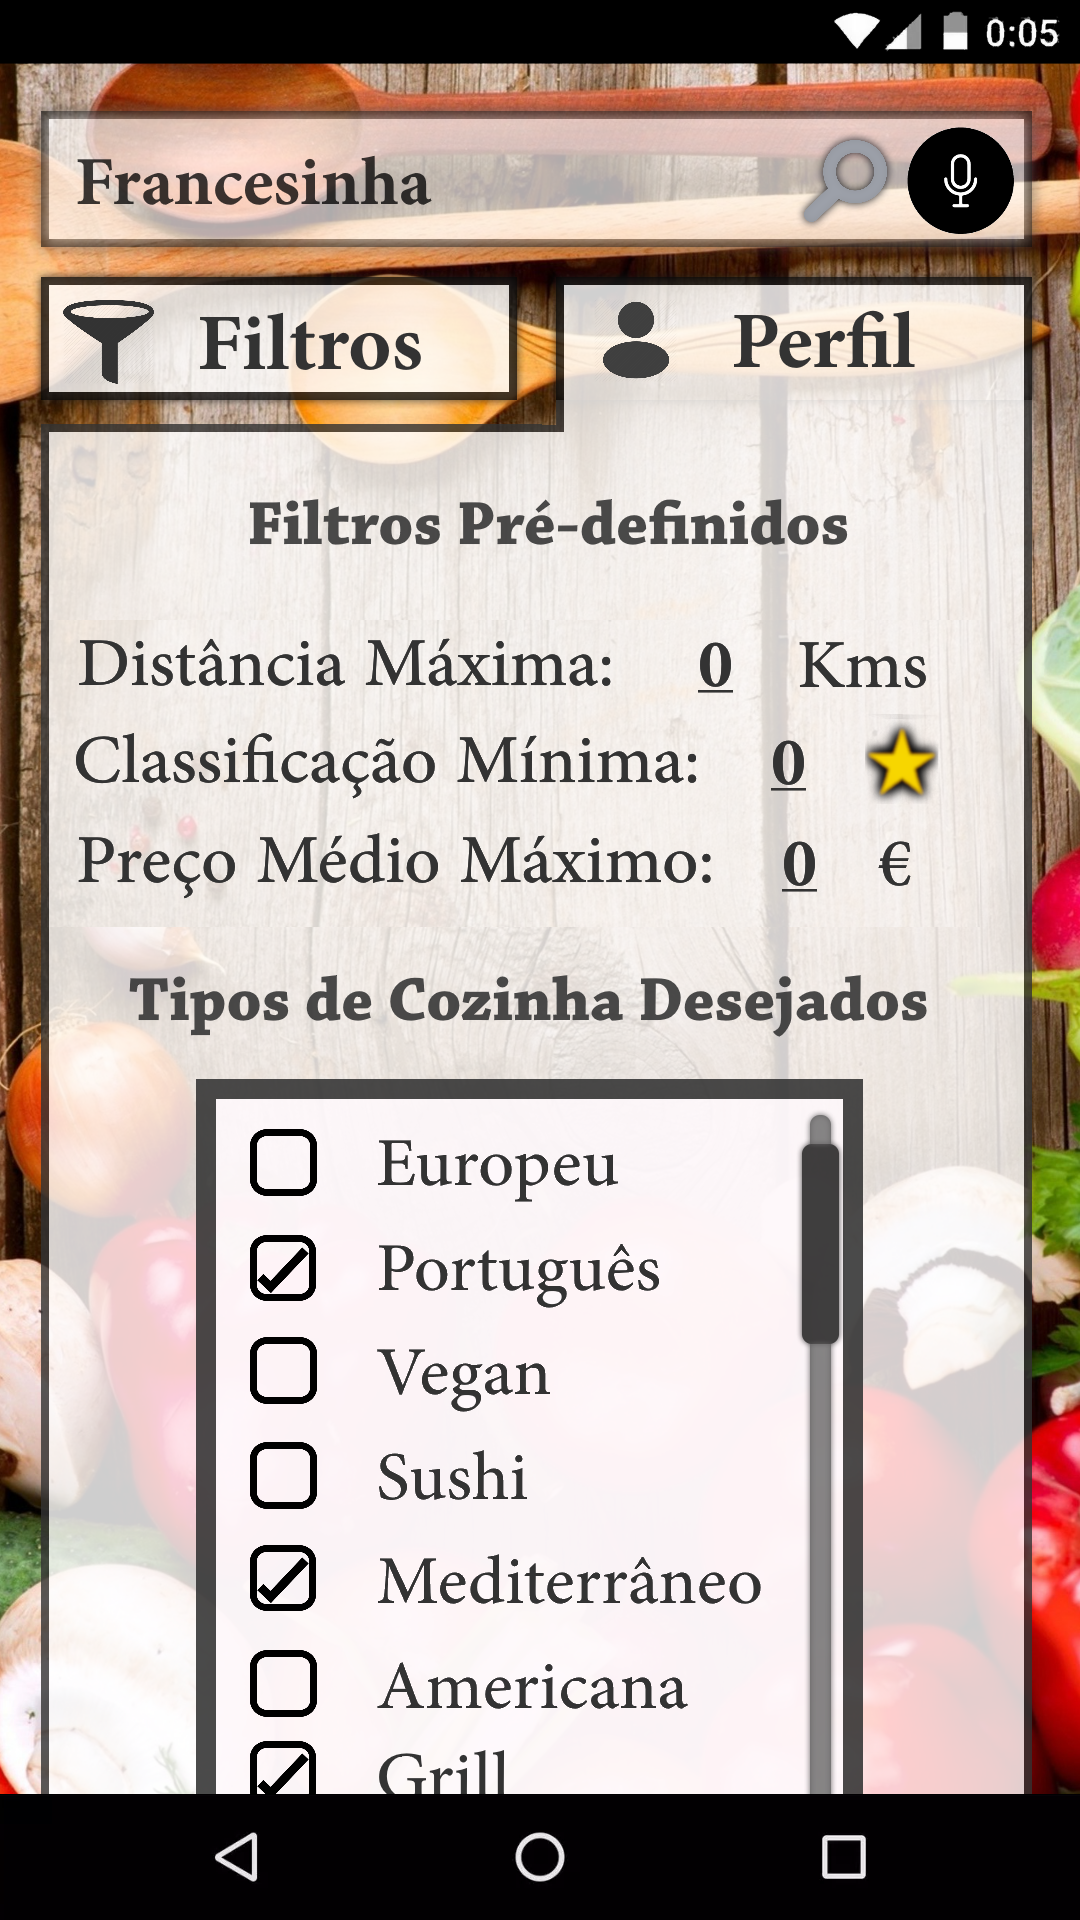 0:05
Francesinha
Filtros Perfil
Filtros Pré-definidos
Distância Máxima: 0 Kms
Classificação Mínima: 0
Preço Médio Máximo: 0 €
Tipos de Cozinha Desejados
Europeu
Português
Vegan
Sushi
Mediterrâneo
Americana
Grill